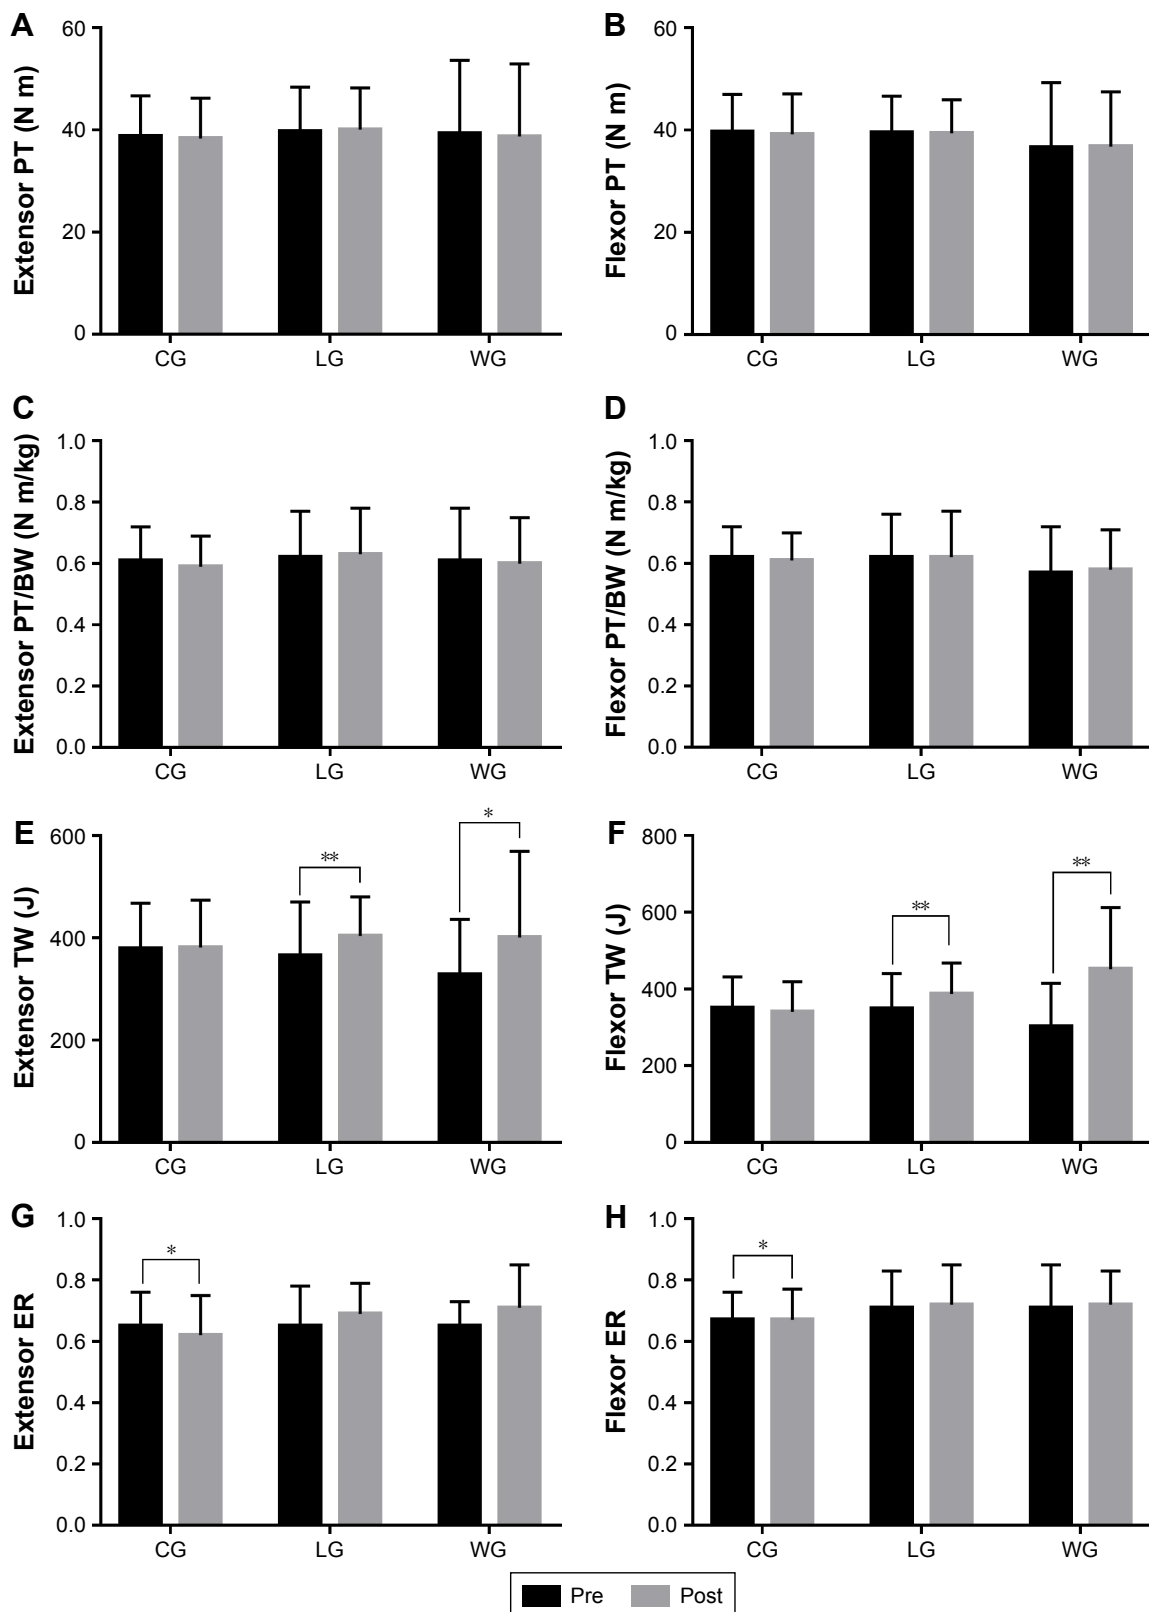 A
Extensor PT (N m)
60
40
20
0
CG LG WG
B
Flexor PT (N m)
60
40
20
0
CG LG WG
C
Extensor PT/BW (N m/kg)
1.0
0.8
0.6
0.4
0.2
0.0
CG LG WG
D
Flexor PT/BW (N m/kg)
1.0
0.8
0.6
0.4
0.2
0.0
CG LG WG
E
Extensor TW (J)
600
400
200
0
**
*
CG LG WG
F
Flexor TW (J)
800
600
400
200
0
**
**
CG LG WG
G
Extensor ER
1.0
0.8
0.6
0.4
0.2
0.0
*
CG LG WG
H
Flexor ER
1.0
0.8
0.6
0.4
0.2
0.0
*
CG LG WG
Pre Post